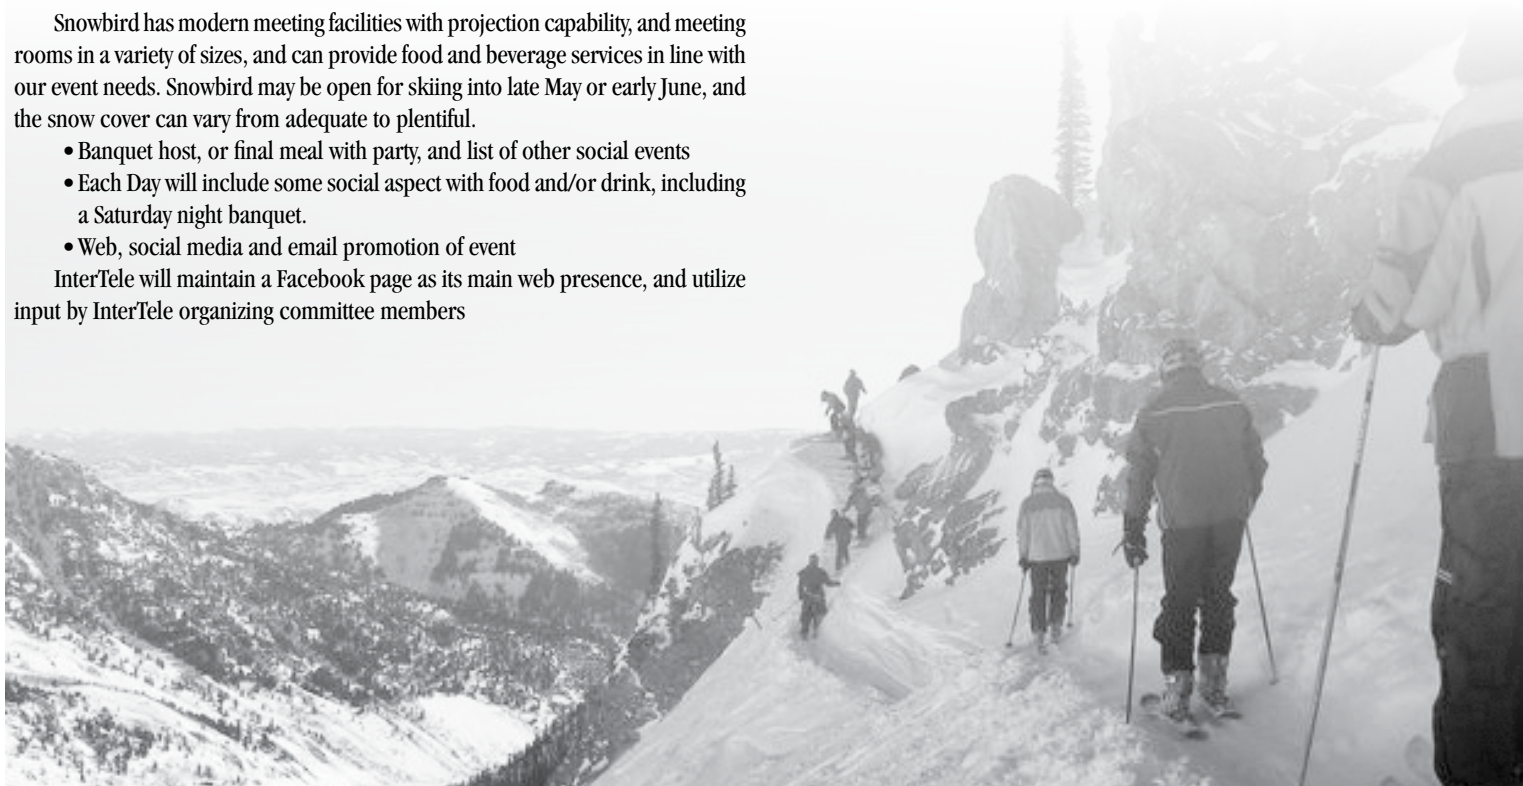 Snowbird has modern meeting facilities with projection capability, and meeting
rooms in a variety of sizes, and can provide food and beverage services in line with
our event needs. Snowbird may be open for skiing into late May or early June, and
the snow cover can vary from adequate to plentiful.
• Banquet host, or final meal with party, and list of other social events
• Each Day will include some social aspect with food and/or drink, including
a Saturday night banquet.
• Web, social media and email promotion of event
InterTele will maintain a Facebook page as its main web presence, and utilize
input by InterTele organizing committee members